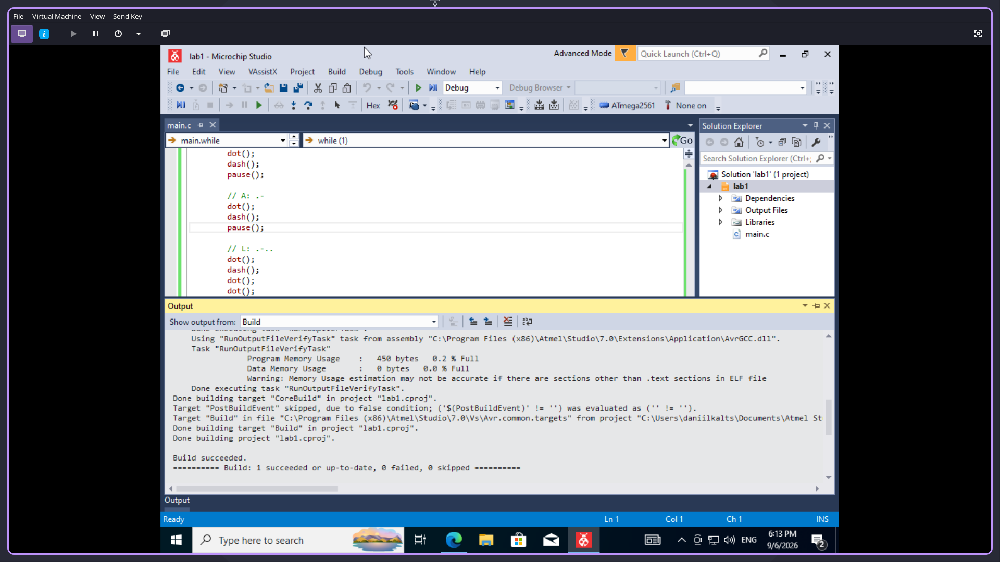 File Virtual Machine View Send Key
lab1 - Microchip Studio
Advanced Mode
Quick Launch (Ctrl+Q)
File Edit View VAssistX Project Build Debug Tools Window Help
Debug
Debug Browser
Hex
ATmega2561
None on
main.c
main.while
while (1)
Go
dot();
dash();
pause();
// A: .-
dot();
dash();
pause();
// L: .-..
dot();
dash();
dot();
dot();
Solution Explorer
Search Solution Explorer (Ctrl+;
Solution 'lab1' (1 project)
lab1
Dependencies
Output Files
Libraries
main.c
Output
Show output from: Build
Done executing task "RunCompilerTask".
Using "RunOutputFileVerifyTask" task from assembly "C:\Program Files (x86)\Atmel\Studio\7.0\Extensions\Application\AvrGCC.dll".
Task "RunOutputFileVerifyTask"
Program Memory Usage : 450 bytes 0.2 % Full
Data Memory Usage : 0 bytes 0.0 % Full
Warning: Memory Usage estimation may not be accurate if there are sections other than .text sections in ELF file
Done executing task "RunOutputFileVerifyTask".
Done building target "CoreBuild" in project "lab1.cproj".
Target "PostBuildEvent" skipped, due to false condition; ('$(PostBuildEvent)' != '') was evaluated as ('' != '').
Target "Build" in file "C:\Program Files (x86)\Atmel\Studio\7.0\Vs\Avr.common.targets" from project "C:\Users\daniilkalts\Documents\Atmel St
Done building target "Build" in project "lab1.cproj".
Done building project "lab1.cproj".
Build succeeded.
========== Build: 1 succeeded or up-to-date, 0 failed, 0 skipped ==========
Output
Ready
Ln 1
Col 1
Ch 1
INS
Type here to search
ENG
6:13 PM
9/6/2026
2